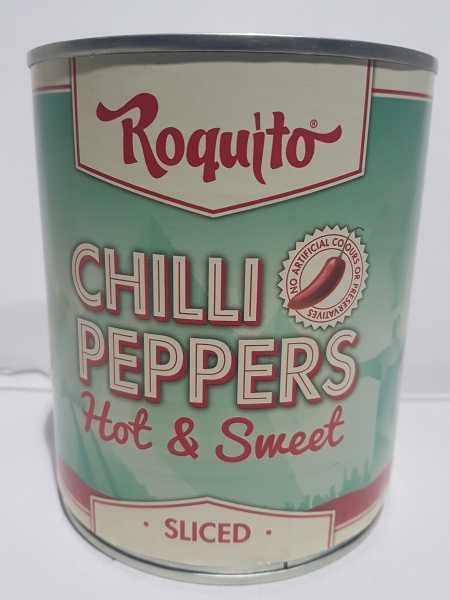 Roquito®
CHILLI
NO ARTIFICIAL COLOURS OR PRESERVATIVES
PEPPERS
Hot & Sweet
· SLICED ·